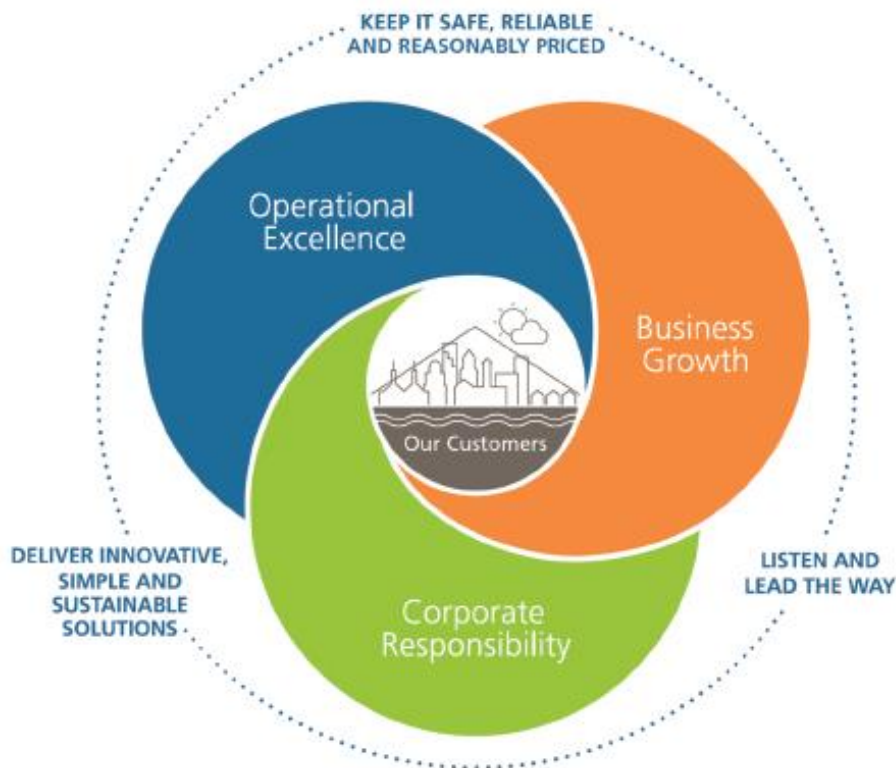 KEEP IT SAFE, RELIABLE
AND REASONABLY PRICED
Operational
Excellence
Business
Growth
Our Customers
DELIVER INNOVATIVE,
SIMPLE AND
SUSTAINABLE
SOLUTIONS
LISTEN AND
LEAD THE WAY
Corporate
Responsibility